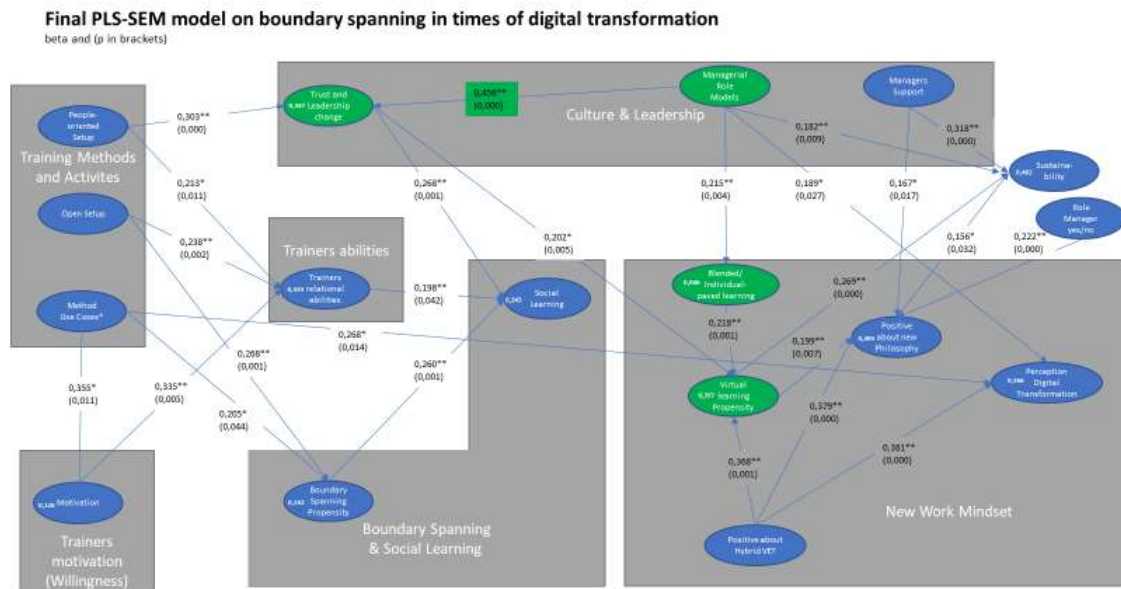 Final PLS-SEM model on boundary spanning in times of digital transformation
beta and (p in brackets)
People-
oriented
Setup
Training Methods
and Activites
Open Setup
Method
Use Cases*
0,303**
(0,000)
0,213*
(0,011)
0,238**
(0,002)
Trust and
Leadership
change
0,458**
(0,000)
Managerial
Role
Models
Managers
Support
Culture & Leadership
0,182**
(0,009)
0,318**
(0,000)
Sustaina-
bility
Role
Manager
yes/no
0,268**
(0,001)
0,215**
(0,004)
0,189*
(0,027)
0,167*
(0,017)
0,202*
(0,005)
0,156*
(0,032)
0,222**
(0,000)
Trainers abilities
Trainers
relational
abilities
0,198**
(0,042)
Social
Learning
Blended/
Individual-
paced learning
0,269**
(0,000)
0,268*
(0,014)
0,218**
(0,001)
0,199**
(0,007)
Positive
about new
Philosophy
Perception
Digital
Transformation
Virtual
learning
Propensity
0,355*
(0,011)
0,335**
(0,005)
0,268**
(0,001)
0,205*
(0,044)
0,260**
(0,001)
0,379**
(0,000)
0,381**
(0,000)
0,368**
(0,001)
Motivation
Trainers
motivation
(Willingness)
Boundary
Spanning
Propensity
Boundary Spanning
& Social Learning
Positive about
Hybrid VET
New Work Mindset